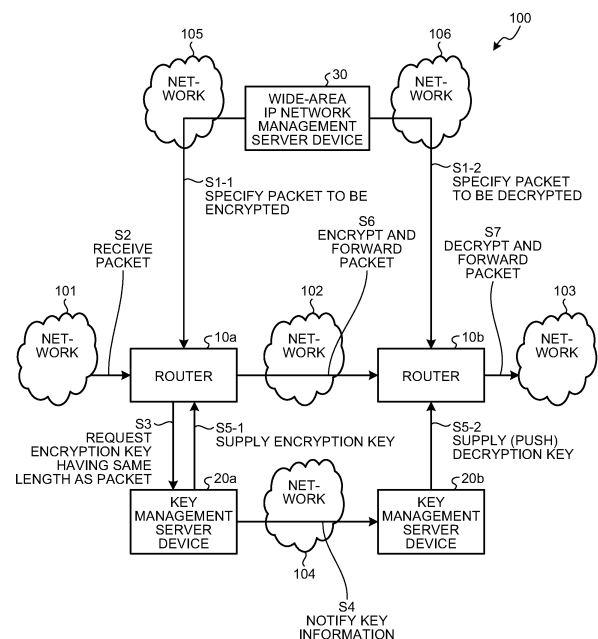 100
105
106
NET-
WORK
30
WIDE-AREA
IP NETWORK
MANAGEMENT
SERVER DEVICE
NET-
WORK
S1-1
SPECIFY PACKET TO BE
ENCRYPTED
S1-2
SPECIFY PACKET
TO BE DECRYPTED
S2
RECEIVE
PACKET
S6
ENCRYPT AND
FORWARD
PACKET
S7
DECRYPT AND
FORWARD
PACKET
101
NET-
WORK
102
NET-
WORK
103
NET-
WORK
10a
ROUTER
10b
ROUTER
S3
REQUEST
ENCRYPTION KEY
HAVING SAME
LENGTH AS PACKET
S5-1
SUPPLY ENCRYPTION KEY
S5-2
SUPPLY (PUSH)
DECRYPTION KEY
20a
KEY
MANAGEMENT
SERVER
DEVICE
NET-
WORK
104
20b
KEY
MANAGEMENT
SERVER
DEVICE
S4
NOTIFY KEY
INFORMATION